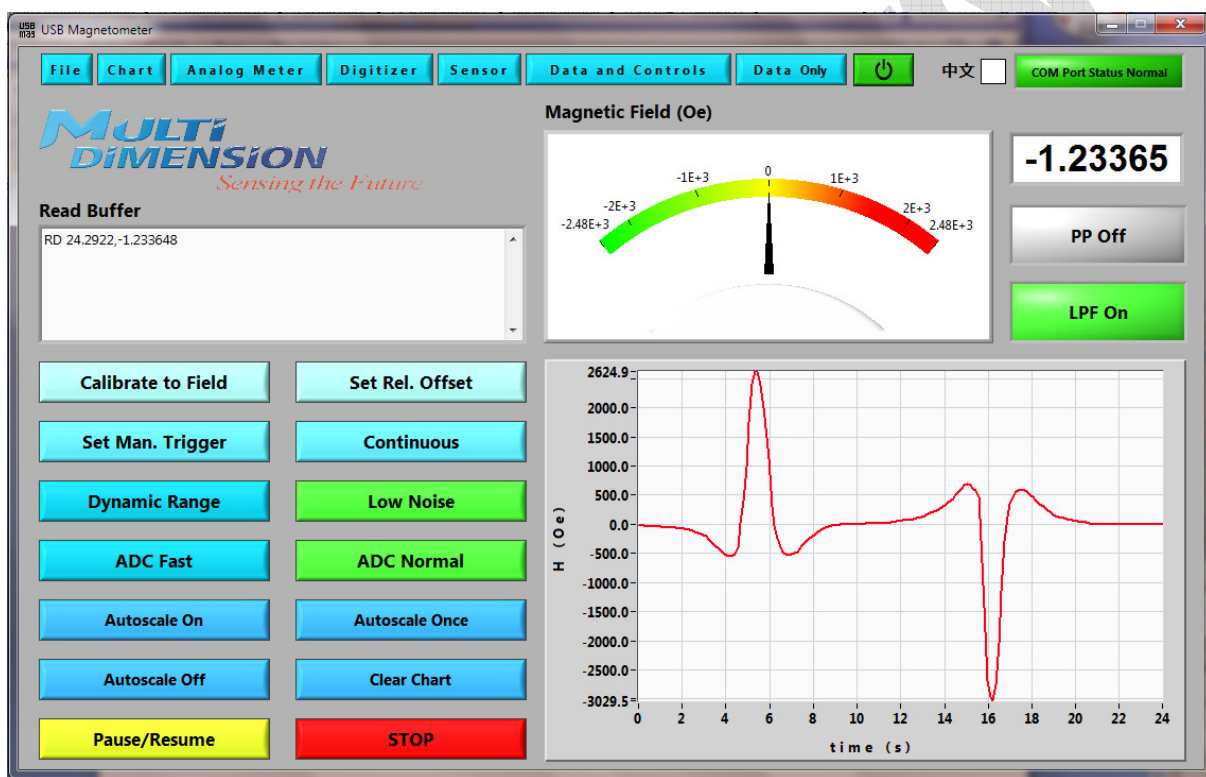 USB Mag
USB Magnetometer
File Chart Analog Meter Digitizer Sensor Data and Controls Data Only 中文 COM Port Status Normal
MULTI
DiMENSiON
Sensing the Future
Magnetic Field (Oe)
-2.48E+3 -2E+3 -1E+3 0 1E+3 2E+3 2.48E+3
-1.23365
PP Off
LPF On
Read Buffer
RD 24.2922,-1.233648
Calibrate to Field Set Rel. Offset
Set Man. Trigger Continuous
Dynamic Range Low Noise
ADC Fast ADC Normal
Autoscale On Autoscale Once
Autoscale Off Clear Chart
Pause/Resume STOP
H (Oe)
2624.9
2000.0
1500.0
1000.0
500.0
0.0
-500.0
-1000.0
-1500.0
-2000.0
-2500.0
-3029.5
0 2 4 6 8 10 12 14 16 18 20 22 24
time (s)